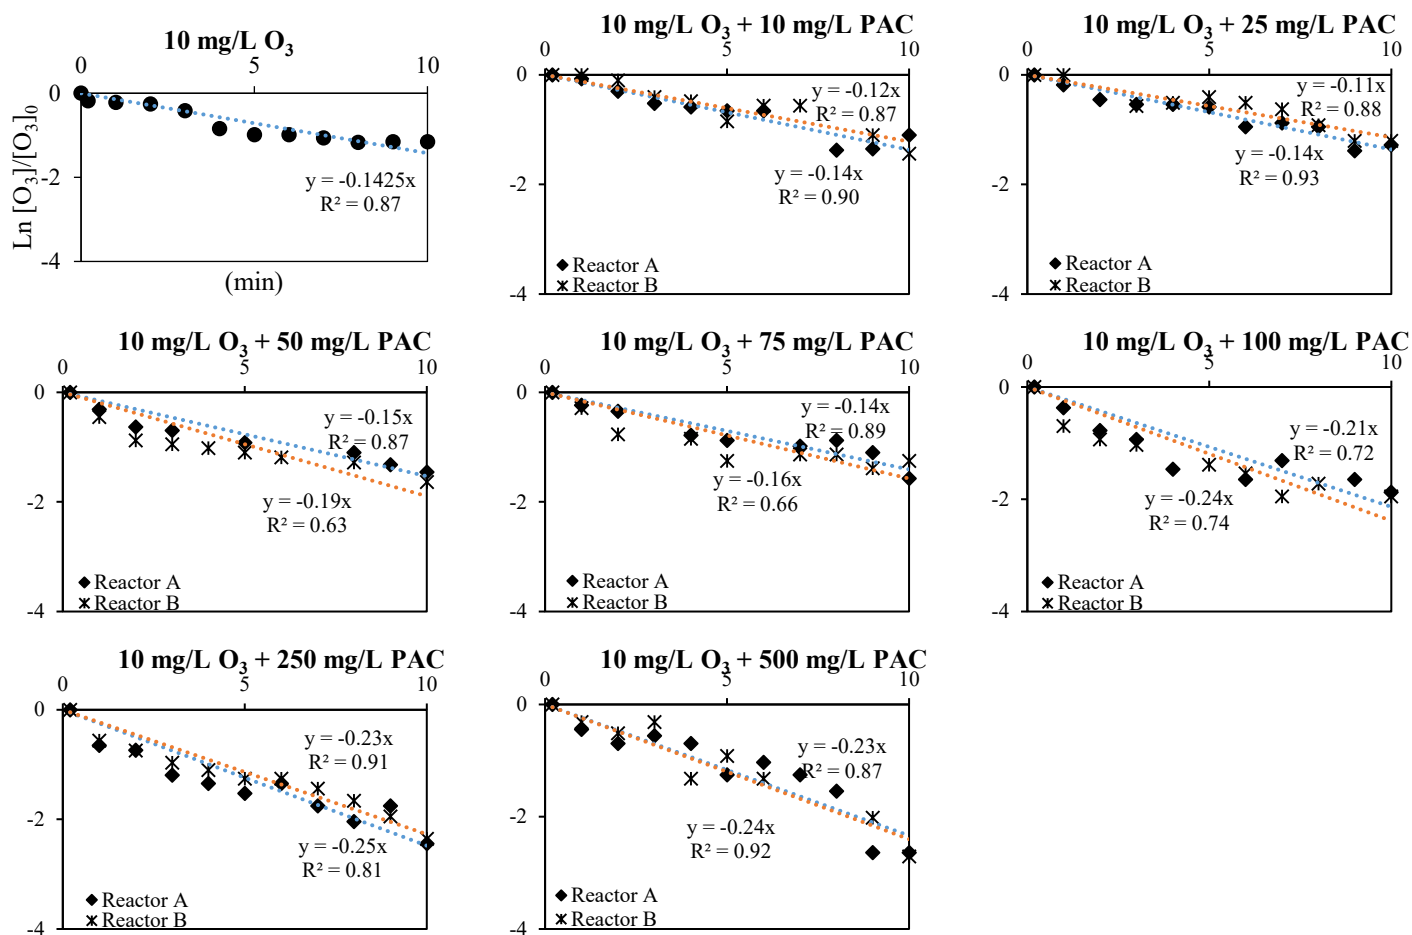 10 mg/L O₃
0 5 10
0
-2
-4
Ln [O₃]/[O₃]₀
y = -0.1425x
R² = 0.87
(min)
10 mg/L O₃ + 10 mg/L PAC
0 5 10
0
-2
-4
y = -0.12x
R² = 0.87
y = -0.14x
R² = 0.90
Reactor A
Reactor B
10 mg/L O₃ + 25 mg/L PAC
0 5 10
0
-2
-4
y = -0.11x
R² = 0.88
y = -0.14x
R² = 0.93
Reactor A
Reactor B
10 mg/L O₃ + 50 mg/L PAC
0 5 10
0
-2
-4
y = -0.15x
R² = 0.87
y = -0.19x
R² = 0.63
Reactor A
Reactor B
10 mg/L O₃ + 75 mg/L PAC
0 5 10
0
-2
-4
y = -0.14x
R² = 0.89
y = -0.16x
R² = 0.66
Reactor A
Reactor B
10 mg/L O₃ + 100 mg/L PAC
0 5 10
0
-2
-4
y = -0.21x
R² = 0.72
y = -0.24x
R² = 0.74
Reactor A
Reactor B
10 mg/L O₃ + 250 mg/L PAC
0 5 10
0
-2
-4
y = -0.23x
R² = 0.91
y = -0.25x
R² = 0.81
Reactor A
Reactor B
10 mg/L O₃ + 500 mg/L PAC
0 5 10
0
-2
-4
y = -0.23x
R² = 0.87
y = -0.24x
R² = 0.92
Reactor A
Reactor B